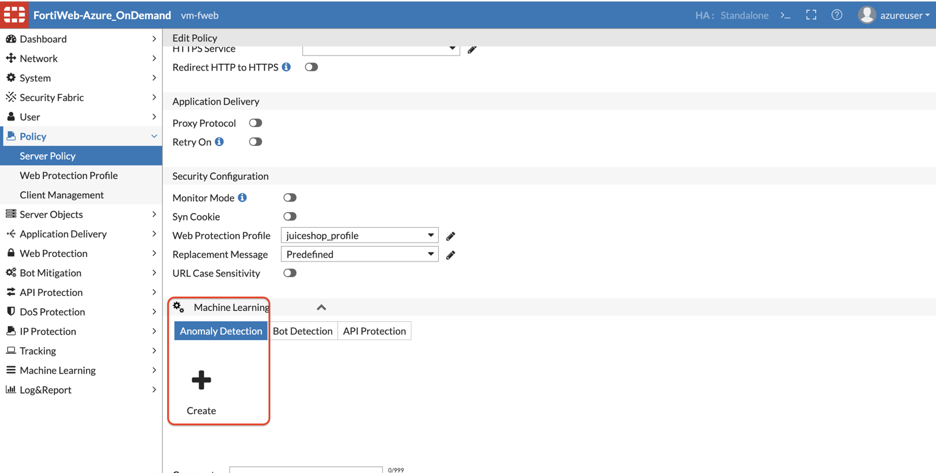 FortiWeb-Azure_OnDemand vm-fweb HA: Standalone >_ azureuser
Dashboard
Network
System
Security Fabric
User
Policy
Server Policy
Web Protection Profile
Client Management
Server Objects
Application Delivery
Web Protection
Bot Mitigation
API Protection
DoS Protection
IP Protection
Tracking
Machine Learning
Log&Report
Edit Policy
HTTPS Service
Redirect HTTP to HTTPS
Application Delivery
Proxy Protocol
Retry On
Security Configuration
Monitor Mode
Syn Cookie
Web Protection Profile juiceshop_profile
Replacement Message Predefined
URL Case Sensitivity
Machine Learning
Anomaly Detection Bot Detection API Protection
Create
0/999